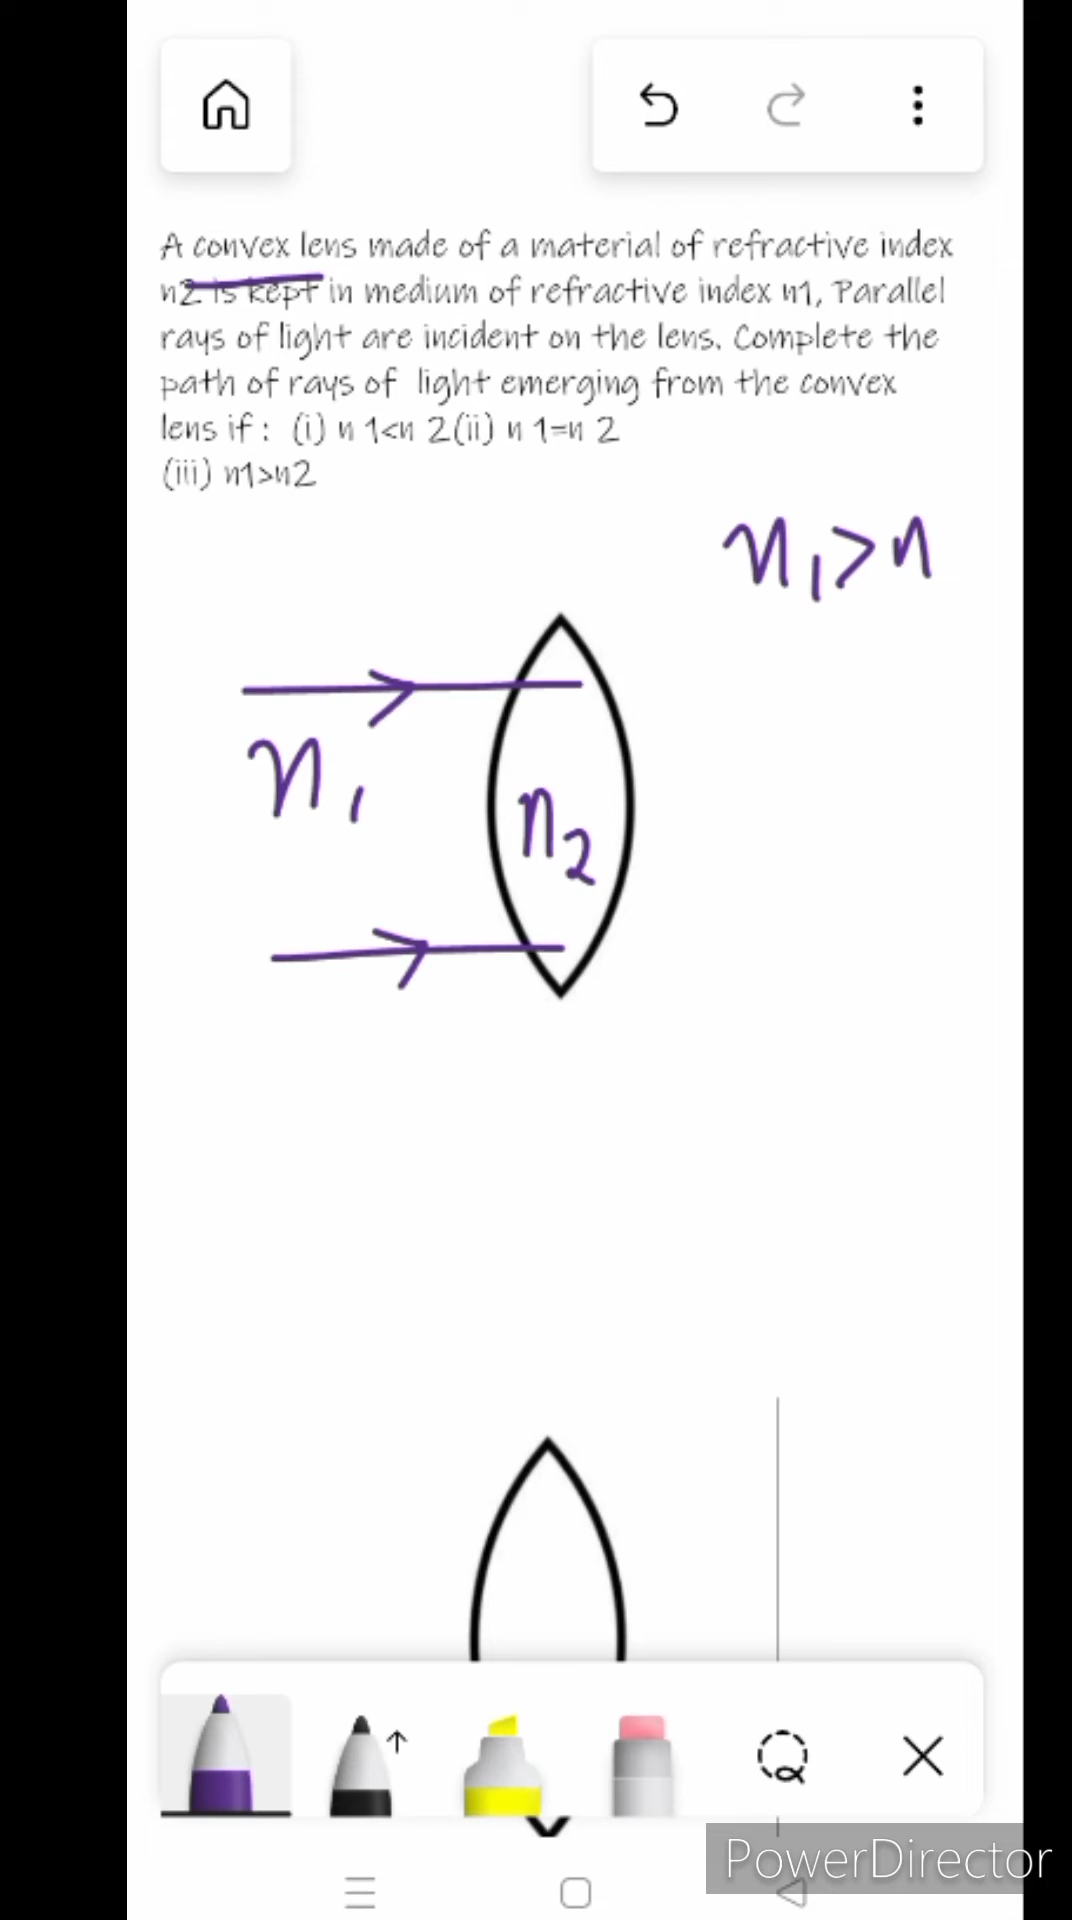 A convex lens made of a material of refractive index
n2 is kept in medium of refractive index n1, Parallel
rays of light are incident on the lens. Complete the
path of rays of light emerging from the convex
lens if : (i) n 1<n 2(ii) n 1=n 2
(iii) n1>n2
n₁>n
n₁
n₂
PowerDirector